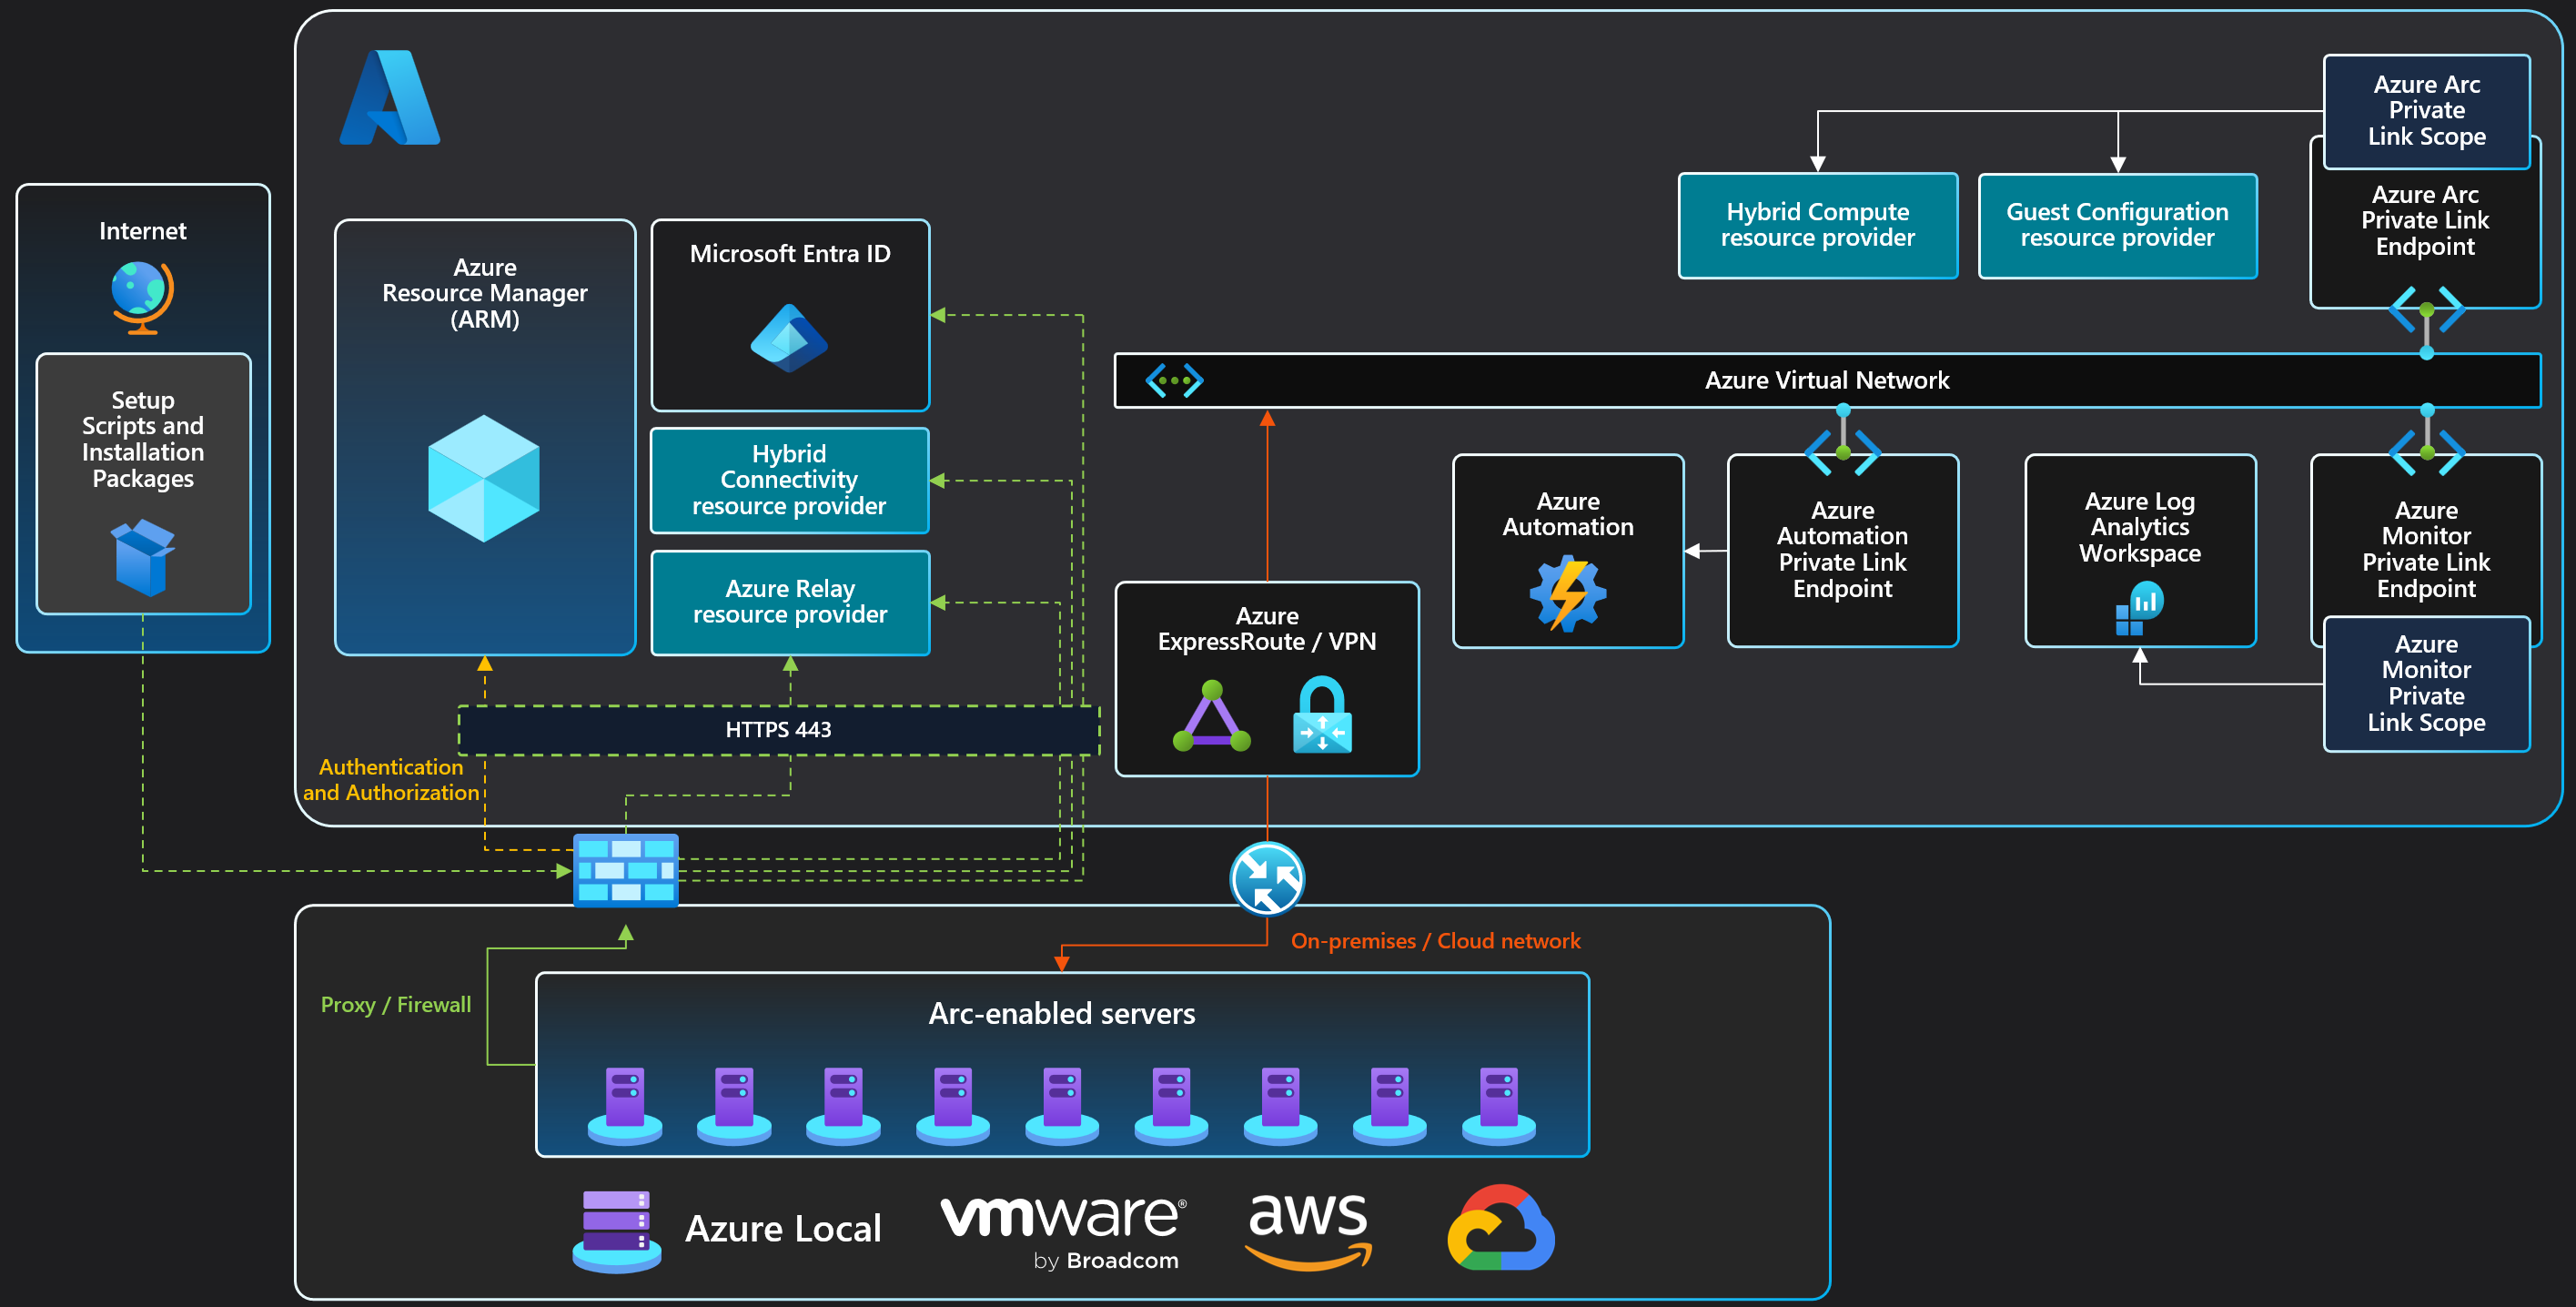 Internet
Setup
Scripts and
Installation
Packages
Azure
Resource Manager
(ARM)
Microsoft Entra ID
Hybrid
Connectivity
resource provider
Azure Relay
resource provider
HTTPS 443
Authentication
and Authorization
Azure Arc
Private
Link Scope
Azure Arc
Private Link
Endpoint
Hybrid Compute
resource provider
Guest Configuration
resource provider
Azure Virtual Network
Azure
ExpressRoute / VPN
Azure
Automation
Azure
Automation
Private Link
Endpoint
Azure Log
Analytics
Workspace
Azure
Monitor
Private Link
Endpoint
Azure
Monitor
Private
Link Scope
On-premises / Cloud network
Proxy / Firewall
Arc-enabled servers
Azure Local
vmware®
by Broadcom
aws